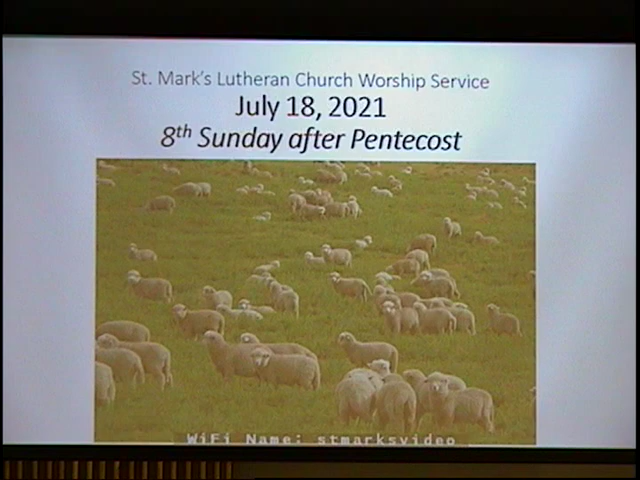 St. Mark's Lutheran Church Worship Service
July 18, 2021
8th Sunday after Pentecost
WiFi Name: stmarksvideo